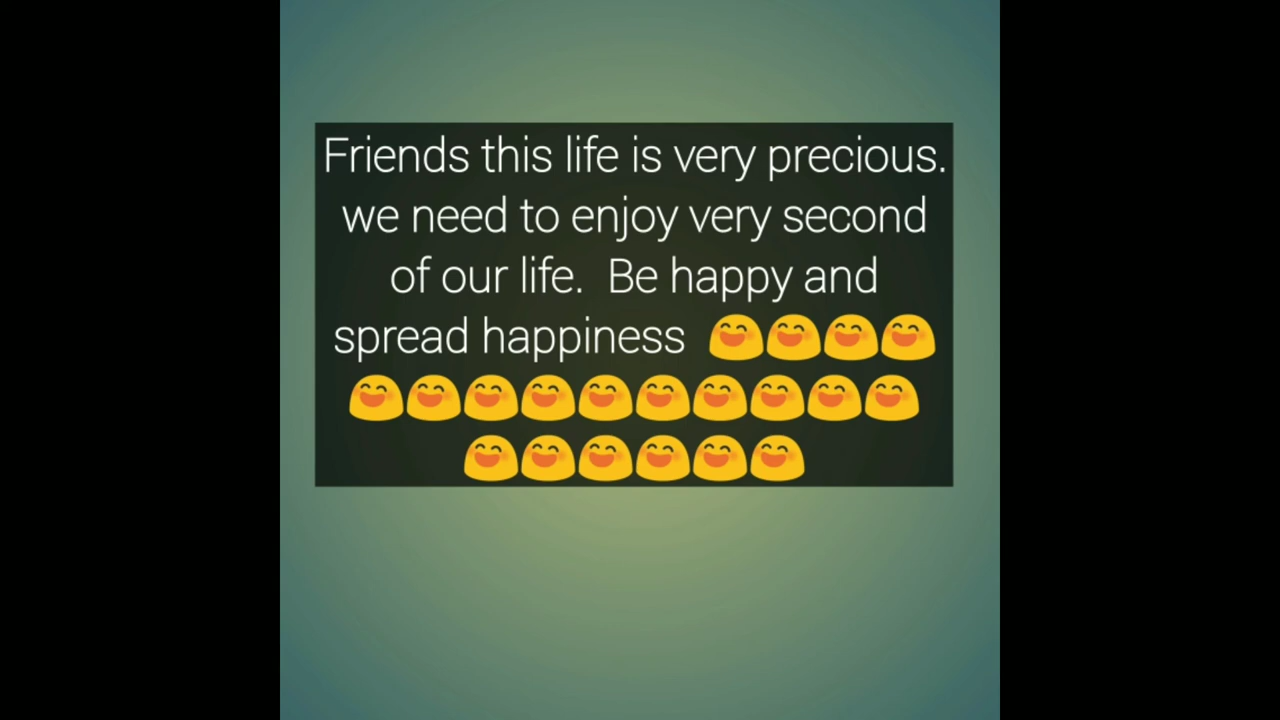 Friends this life is very precious.
we need to enjoy very second
of our life.  Be happy and
spread happiness 😄😄😄😄
😄😄😄😄😄😄😄😄😄😄
😄😄😄😄😄😄